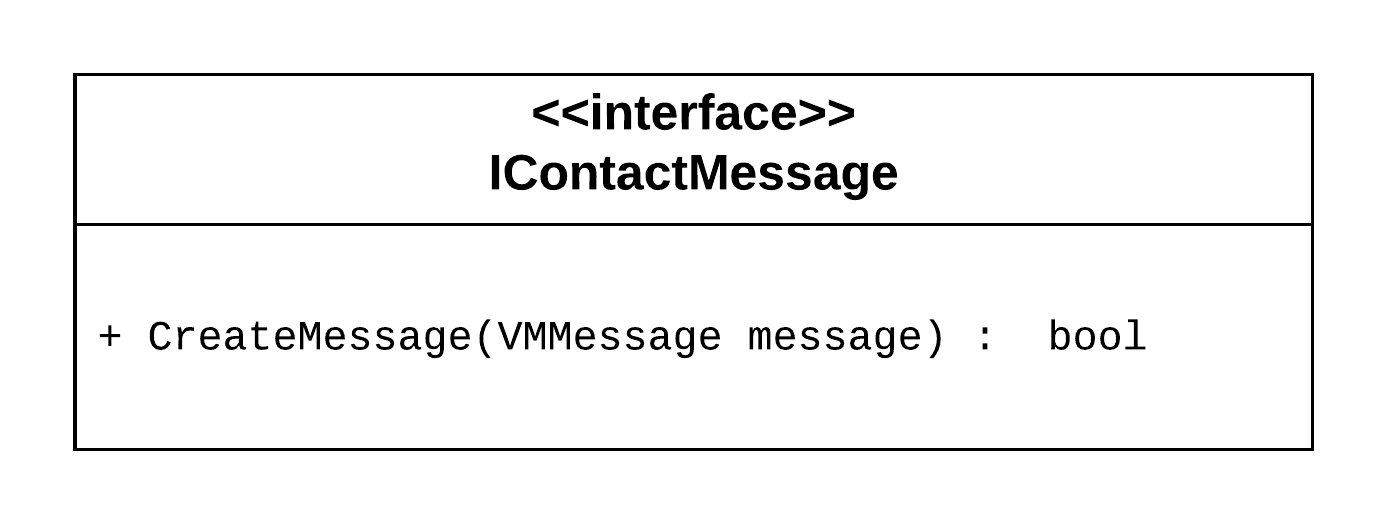 <<interface>>
IContactMessage
+ CreateMessage(VMMessage message) :  bool